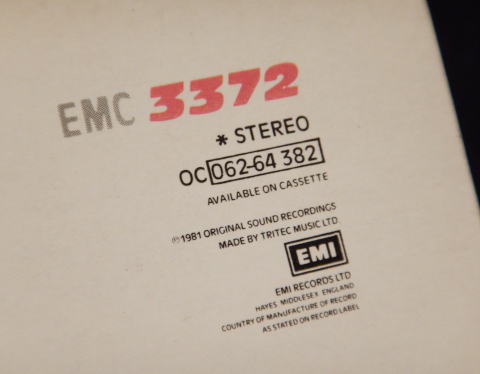 EMC 3372
* STEREO
OC 062-64 382
AVAILABLE ON CASSETTE
℗ 1981 ORIGINAL SOUND RECORDINGS
MADE BY TRITEC MUSIC LTD.
EMI
EMI RECORDS LTD
HAYES MIDDLESEX ENGLAND
COUNTRY OF MANUFACTURE OF RECORD
AS STATED ON RECORD LABEL